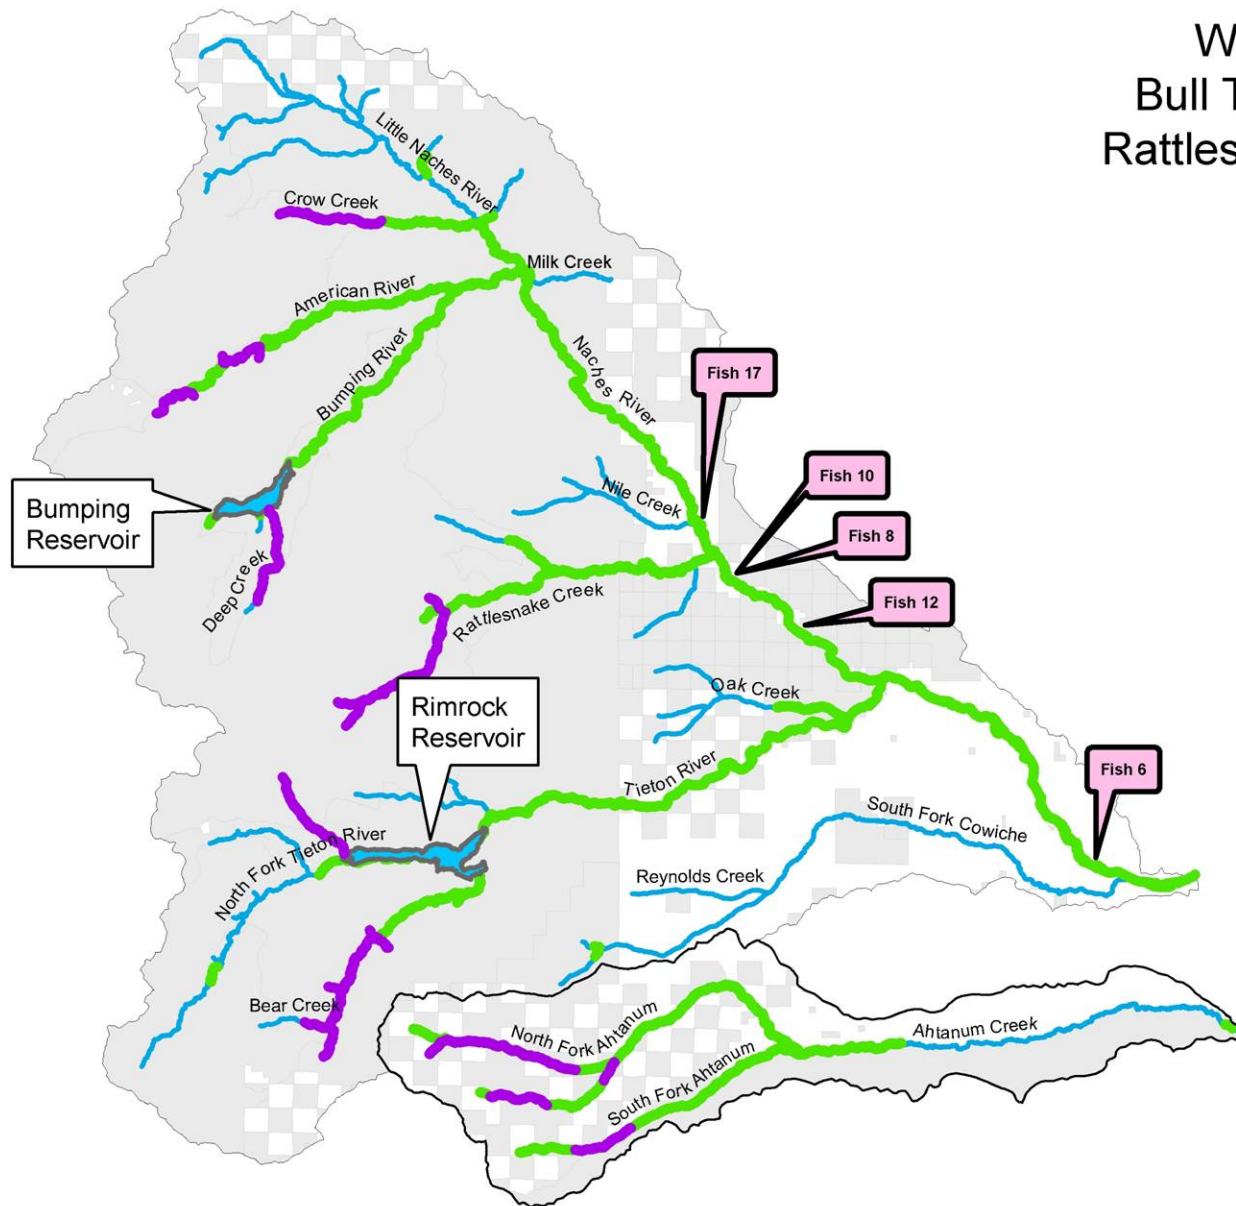 W
Bull T
Rattles
Little Naches River
Crow Creek
Milk Creek
American River
Bumping River
Naches River
Fish 17
Fish 10
Nile Creek
Fish 8
Bumping
Reservoir
Deep Creek
Rattlesnake Creek
Fish 12
Oak Creek
Rimrock
Reservoir
Tieton River
Fish 6
South Fork Cowiche
North Fork Tieton River
Reynolds Creek
Bear Creek
North Fork Ahtanum
Ahtanum Creek
South Fork Ahtanum